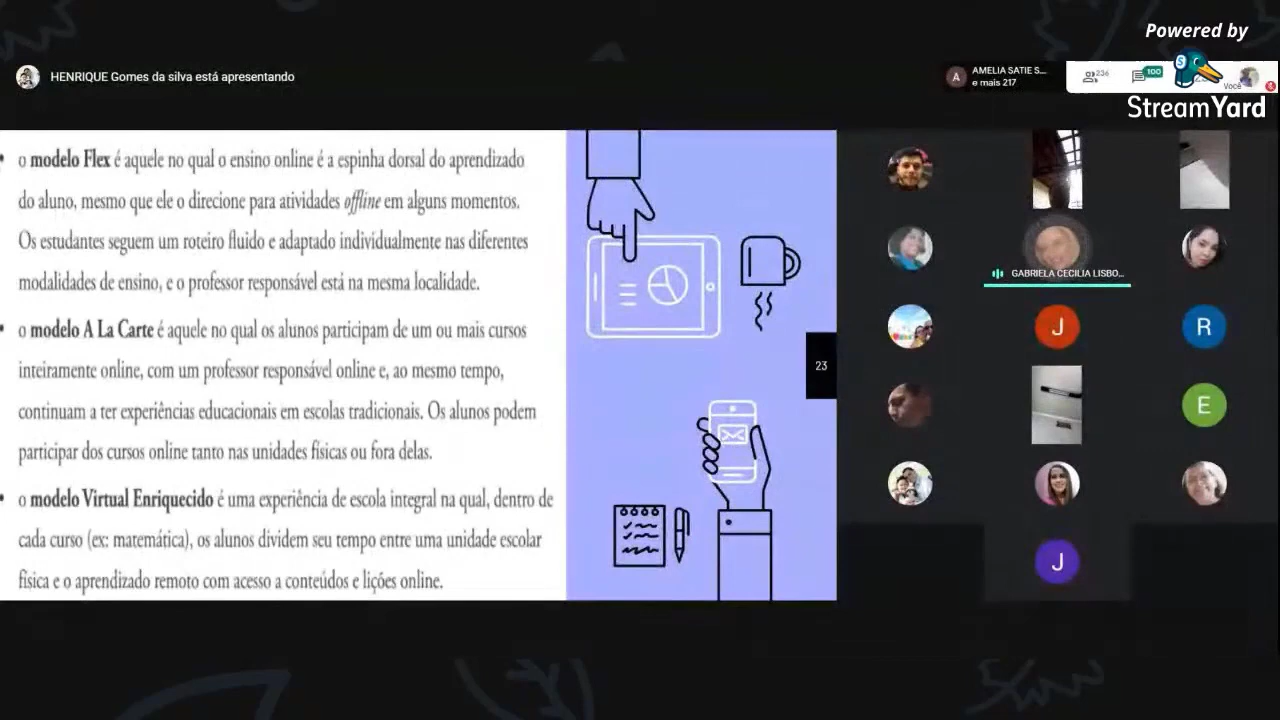 Powered by
StreamYard
HENRIQUE Gomes da silva está apresentando
A
AMELIA SATIE S...
e mais 217
236
100
Você
• o modelo Flex é aquele no qual o ensino online é a espinha dorsal do aprendizado
do aluno, mesmo que ele o direcione para atividades offline em alguns momentos.
Os estudantes seguem um roteiro fluido e adaptado individualmente nas diferentes
modalidades de ensino, e o professor responsável está na mesma localidade.
• o modelo A La Carte é aquele no qual os alunos participam de um ou mais cursos
inteiramente online, com um professor responsável online e, ao mesmo tempo,
continuam a ter experiências educacionais em escolas tradicionais. Os alunos podem
participar dos cursos online tanto nas unidades físicas ou fora delas.
• o modelo Virtual Enriquecido é uma experiência de escola integral na qual, dentro de
cada curso (ex: matemática), os alunos dividem seu tempo entre uma unidade escolar
física e o aprendizado remoto com acesso a conteúdos e lições online.
23
GABRIELA CECILIA LISBO...
J
R
E
J